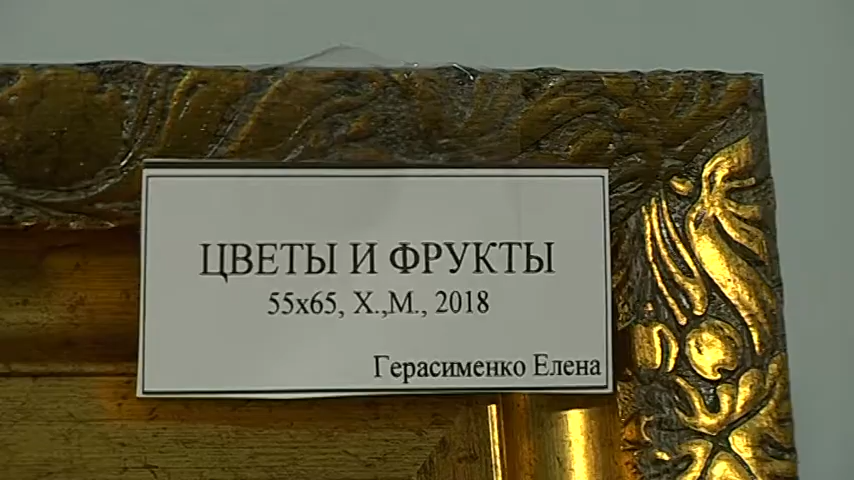 ЦВЕТЫ И ФРУКТЫ
55х65, Х.,М., 2018
Герасименко Елена